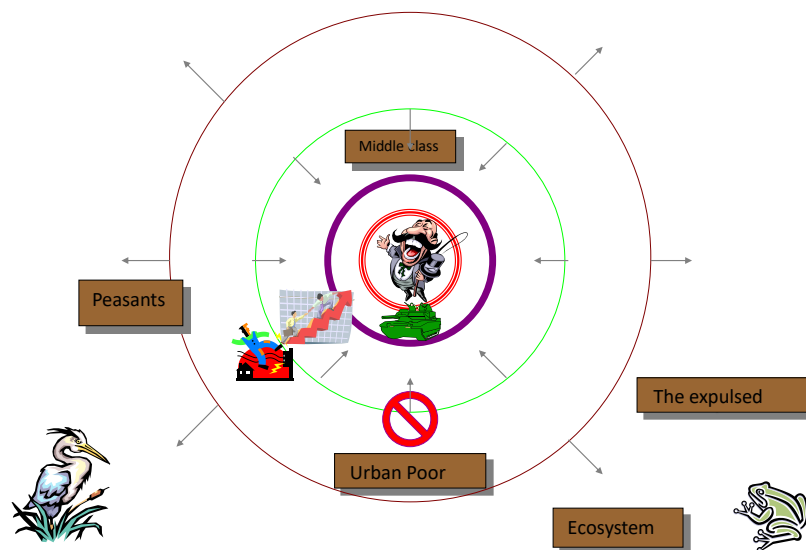 Middle class
Peasants
The expulsed
Urban Poor
Ecosystem